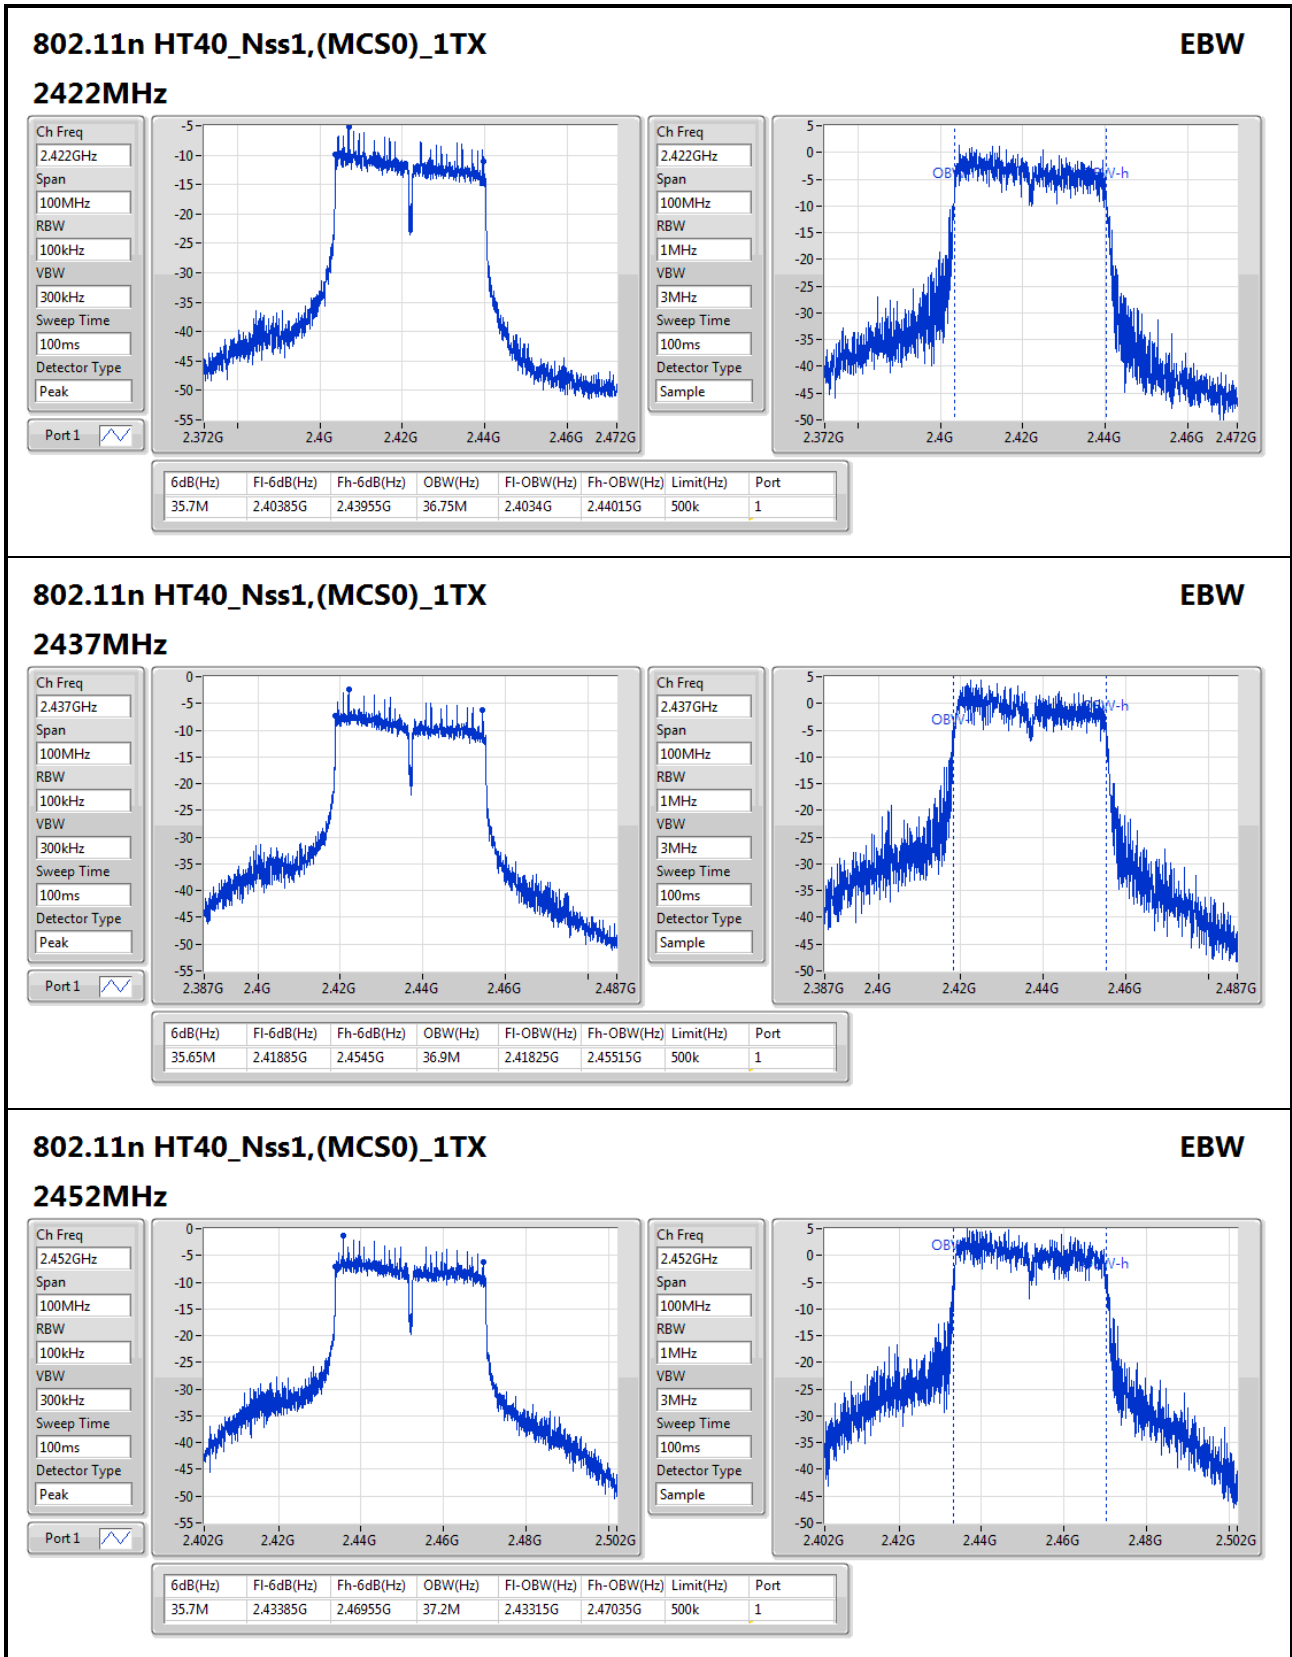 802.11n HT40_Nss1,(MCS0)_1TX EBW
2422MHz
Ch Freq
2.422GHz
Span
100MHz
RBW
100kHz
VBW
300kHz
Sweep Time
100ms
Detector Type
Peak
Port 1
-5
-10
-15
-20
-25
-30
-35
-40
-45
-50
-55
2.372G 2.4G 2.42G 2.44G 2.46G 2.472G
Ch Freq
2.422GHz
Span
100MHz
RBW
1MHz
VBW
3MHz
Sweep Time
100ms
Detector Type
Sample
5
0
-5
-10
-15
-20
-25
-30
-35
-40
-45
-50
2.372G 2.4G 2.42G 2.44G 2.46G 2.472G
6dB(Hz) Fl-6dB(Hz) Fh-6dB(Hz) OBW(Hz) Fl-OBW(Hz) Fh-OBW(Hz) Limit(Hz) Port
35.7M 2.40385G 2.43955G 36.75M 2.4034G 2.44015G 500k 1
802.11n HT40_Nss1,(MCS0)_1TX EBW
2437MHz
Ch Freq
2.437GHz
Span
100MHz
RBW
100kHz
VBW
300kHz
Sweep Time
100ms
Detector Type
Peak
Port 1
0
-5
-10
-15
-20
-25
-30
-35
-40
-45
-50
-55
2.387G 2.4G 2.42G 2.44G 2.46G 2.487G
Ch Freq
2.437GHz
Span
100MHz
RBW
1MHz
VBW
3MHz
Sweep Time
100ms
Detector Type
Sample
5
0
-5
-10
-15
-20
-25
-30
-35
-40
-45
-50
2.387G 2.4G 2.42G 2.44G 2.46G 2.487G
6dB(Hz) Fl-6dB(Hz) Fh-6dB(Hz) OBW(Hz) Fl-OBW(Hz) Fh-OBW(Hz) Limit(Hz) Port
35.65M 2.41885G 2.4545G 36.9M 2.41825G 2.45515G 500k 1
802.11n HT40_Nss1,(MCS0)_1TX EBW
2452MHz
Ch Freq
2.452GHz
Span
100MHz
RBW
100kHz
VBW
300kHz
Sweep Time
100ms
Detector Type
Peak
Port 1
0
-5
-10
-15
-20
-25
-30
-35
-40
-45
-50
-55
2.402G 2.42G 2.44G 2.46G 2.48G 2.502G
Ch Freq
2.452GHz
Span
100MHz
RBW
1MHz
VBW
3MHz
Sweep Time
100ms
Detector Type
Sample
5
0
-5
-10
-15
-20
-25
-30
-35
-40
-45
-50
2.402G 2.42G 2.44G 2.46G 2.48G 2.502G
6dB(Hz) Fl-6dB(Hz) Fh-6dB(Hz) OBW(Hz) Fl-OBW(Hz) Fh-OBW(Hz) Limit(Hz) Port
35.7M 2.43385G 2.46955G 37.2M 2.43315G 2.47035G 500k 1